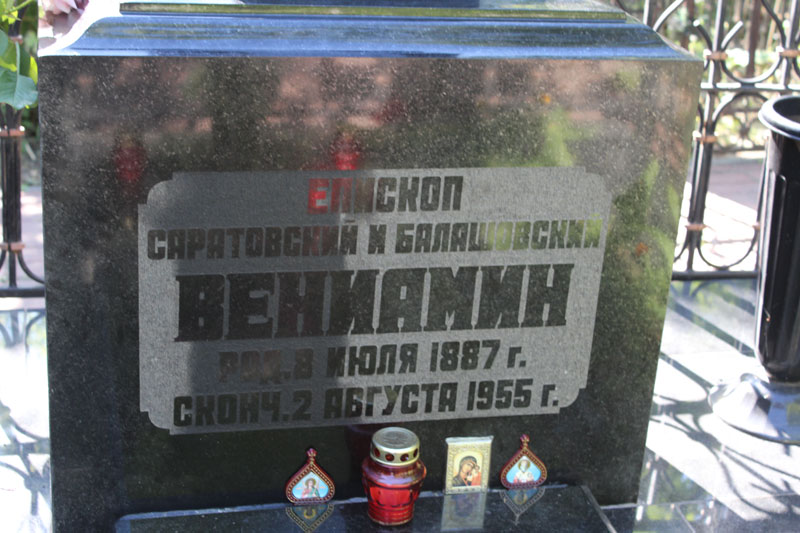 ЕПИСКОП
САРАТОВСКИЙ И БАЛАШОВСКИЙ
ВЕНИАМИН
РОД. 8 ИЮЛЯ 1887 г.
СКОНЧ. 2 АВГУСТА 1955 г.